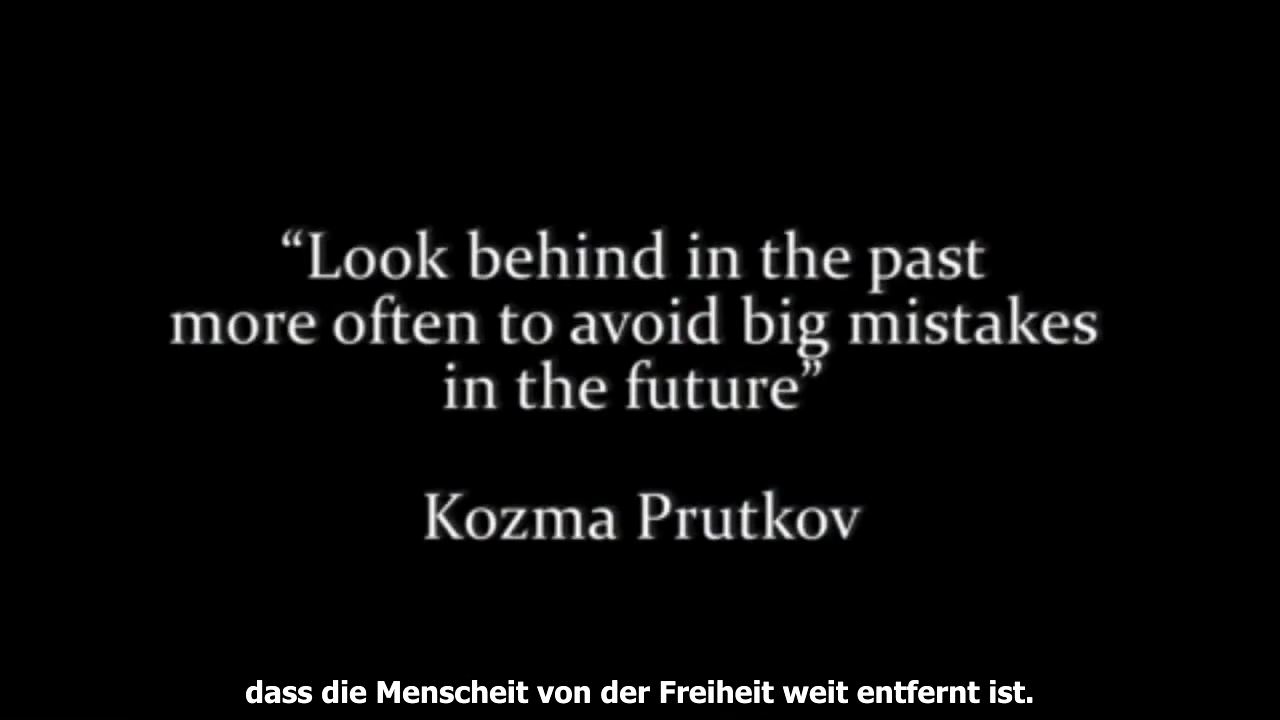 “Look behind in the past
more often to avoid big mistakes
in the future”
Kozma Prutkov
dass die Menscheit von der Freiheit weit entfernt ist.